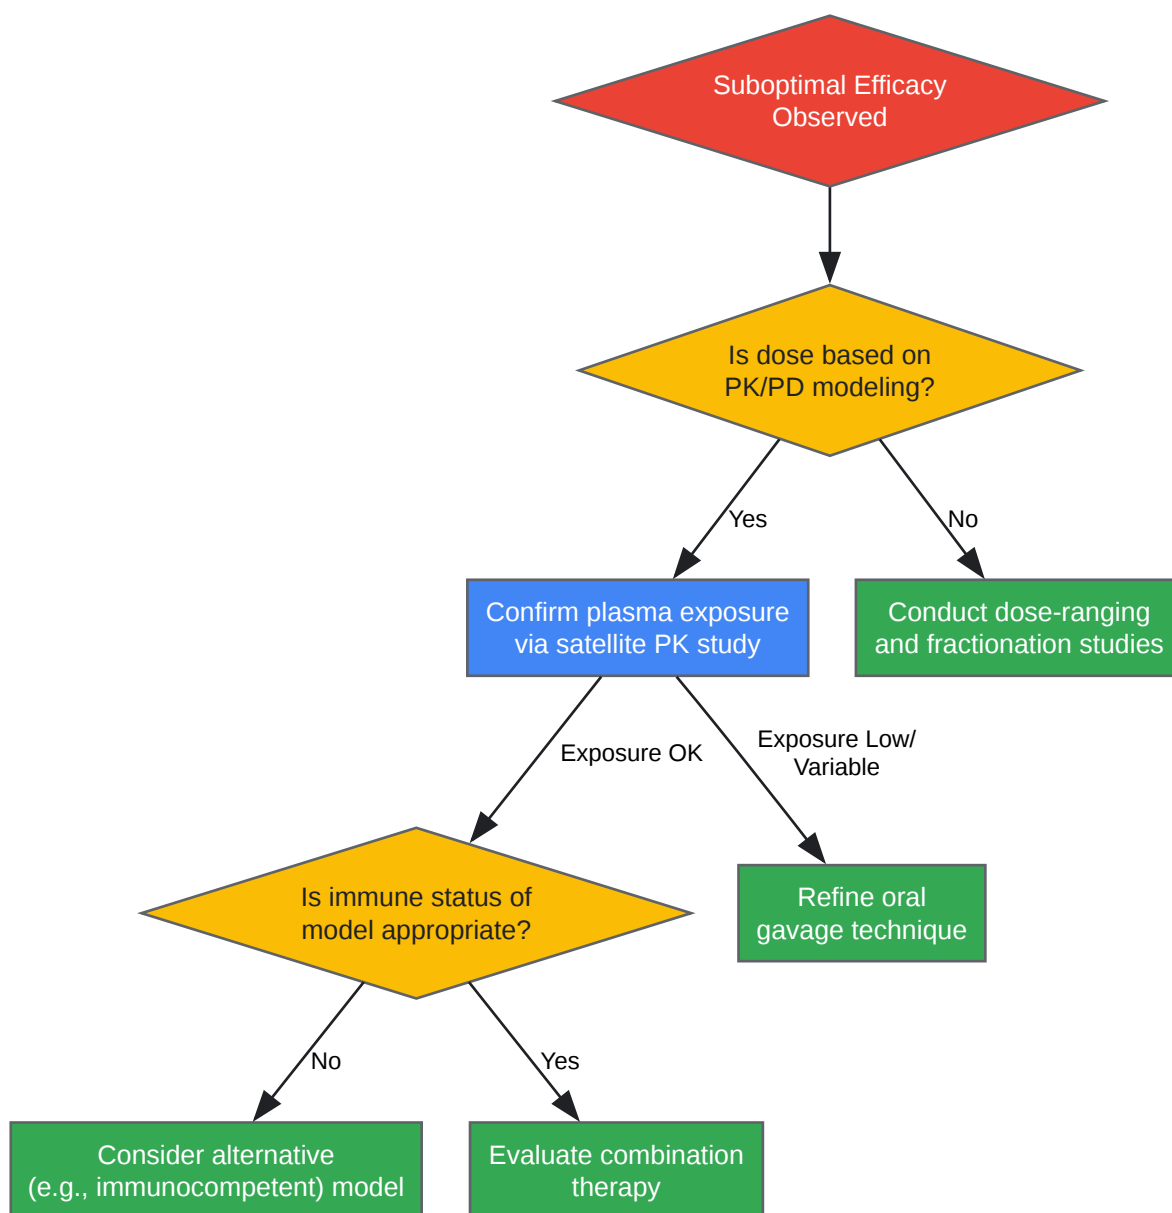 Suboptimal Efficacy
Observed
Is dose based on
PK/PD modeling?
Yes
No
Confirm plasma exposure
via satellite PK study
Conduct dose-ranging
and fractionation studies
Exposure OK
Exposure Low/
Variable
Is immune status of
model appropriate?
Refine oral
gavage technique
No
Yes
Consider alternative
(e.g., immunocompetent) model
Evaluate combination
therapy